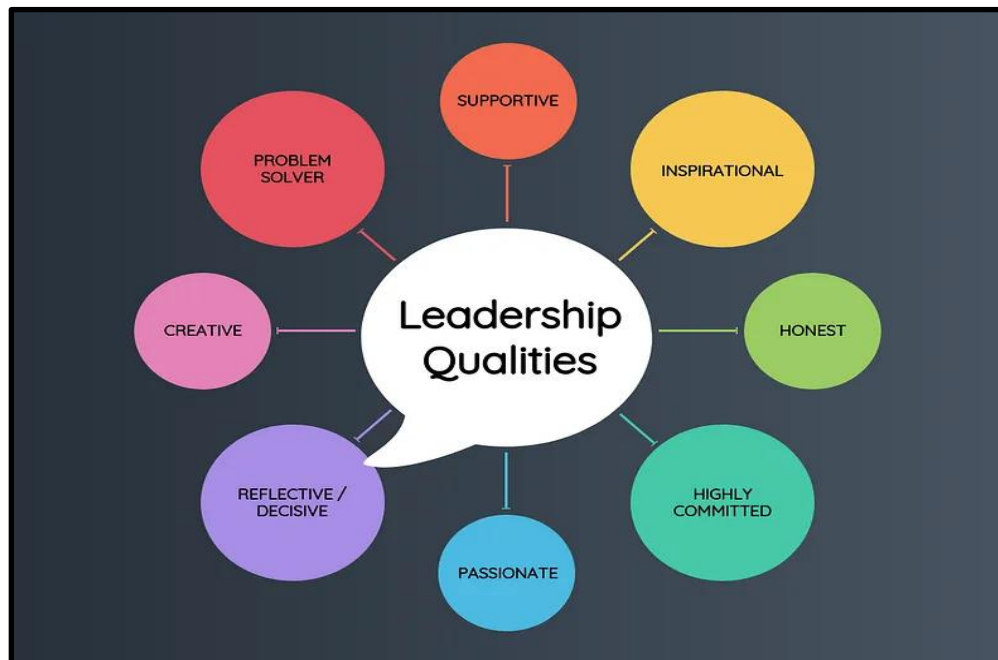 SUPPORTIVE
PROBLEM
SOLVER
INSPIRATIONAL
Leadership
Qualities
CREATIVE
HONEST
REFLECTIVE /
DECISIVE
HIGHLY
COMMITTED
PASSIONATE